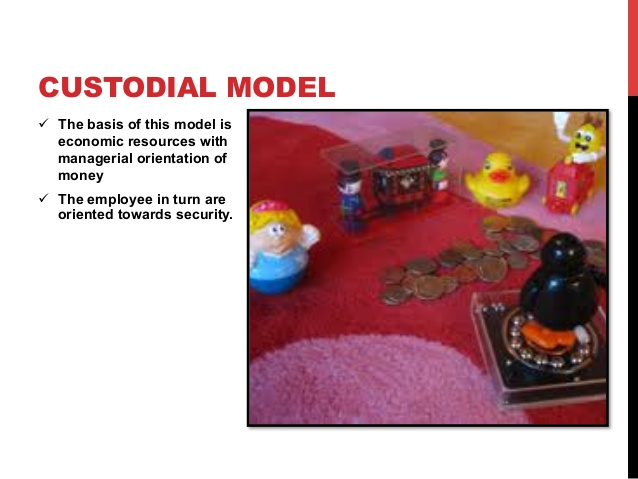 CUSTODIAL MODEL
✓ The basis of this model is
economic resources with
managerial orientation of
money
✓ The employee in turn are
oriented towards security.